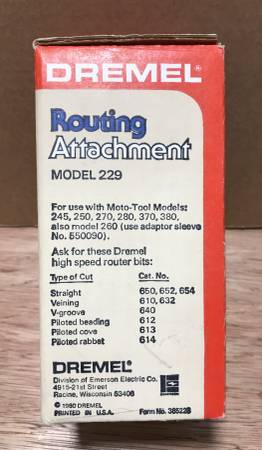 DREMEL®
Routing
Attachment
MODEL 229
For use with Moto-Tool Models:
245, 250, 270, 280, 370, 380,
also model 260 (use adaptor sleeve
No. 550090).
Ask for these Dremel
high speed router bits:
Type of Cut Cat. No.
Straight 650, 652, 654
Veining 610, 632
V-groove 640
Piloted beading 612
Piloted cove 613
Piloted rabbet 614
DREMEL®
Division of Emerson Electric Co.
4915-21st Street
Racine, Wisconsin 53406
© 1980 DREMEL
PRINTED IN U.S.A. Form No.